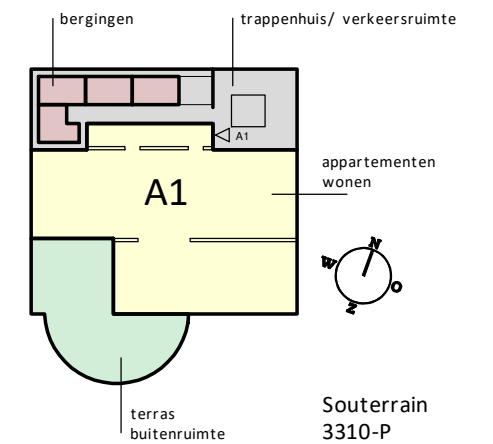 bergingen
trappenhuis/ verkeersruimte
A1
appartementen
wonen
A1
N
W
O
Z
terras
buitenruimte
Souterrain
3310-P